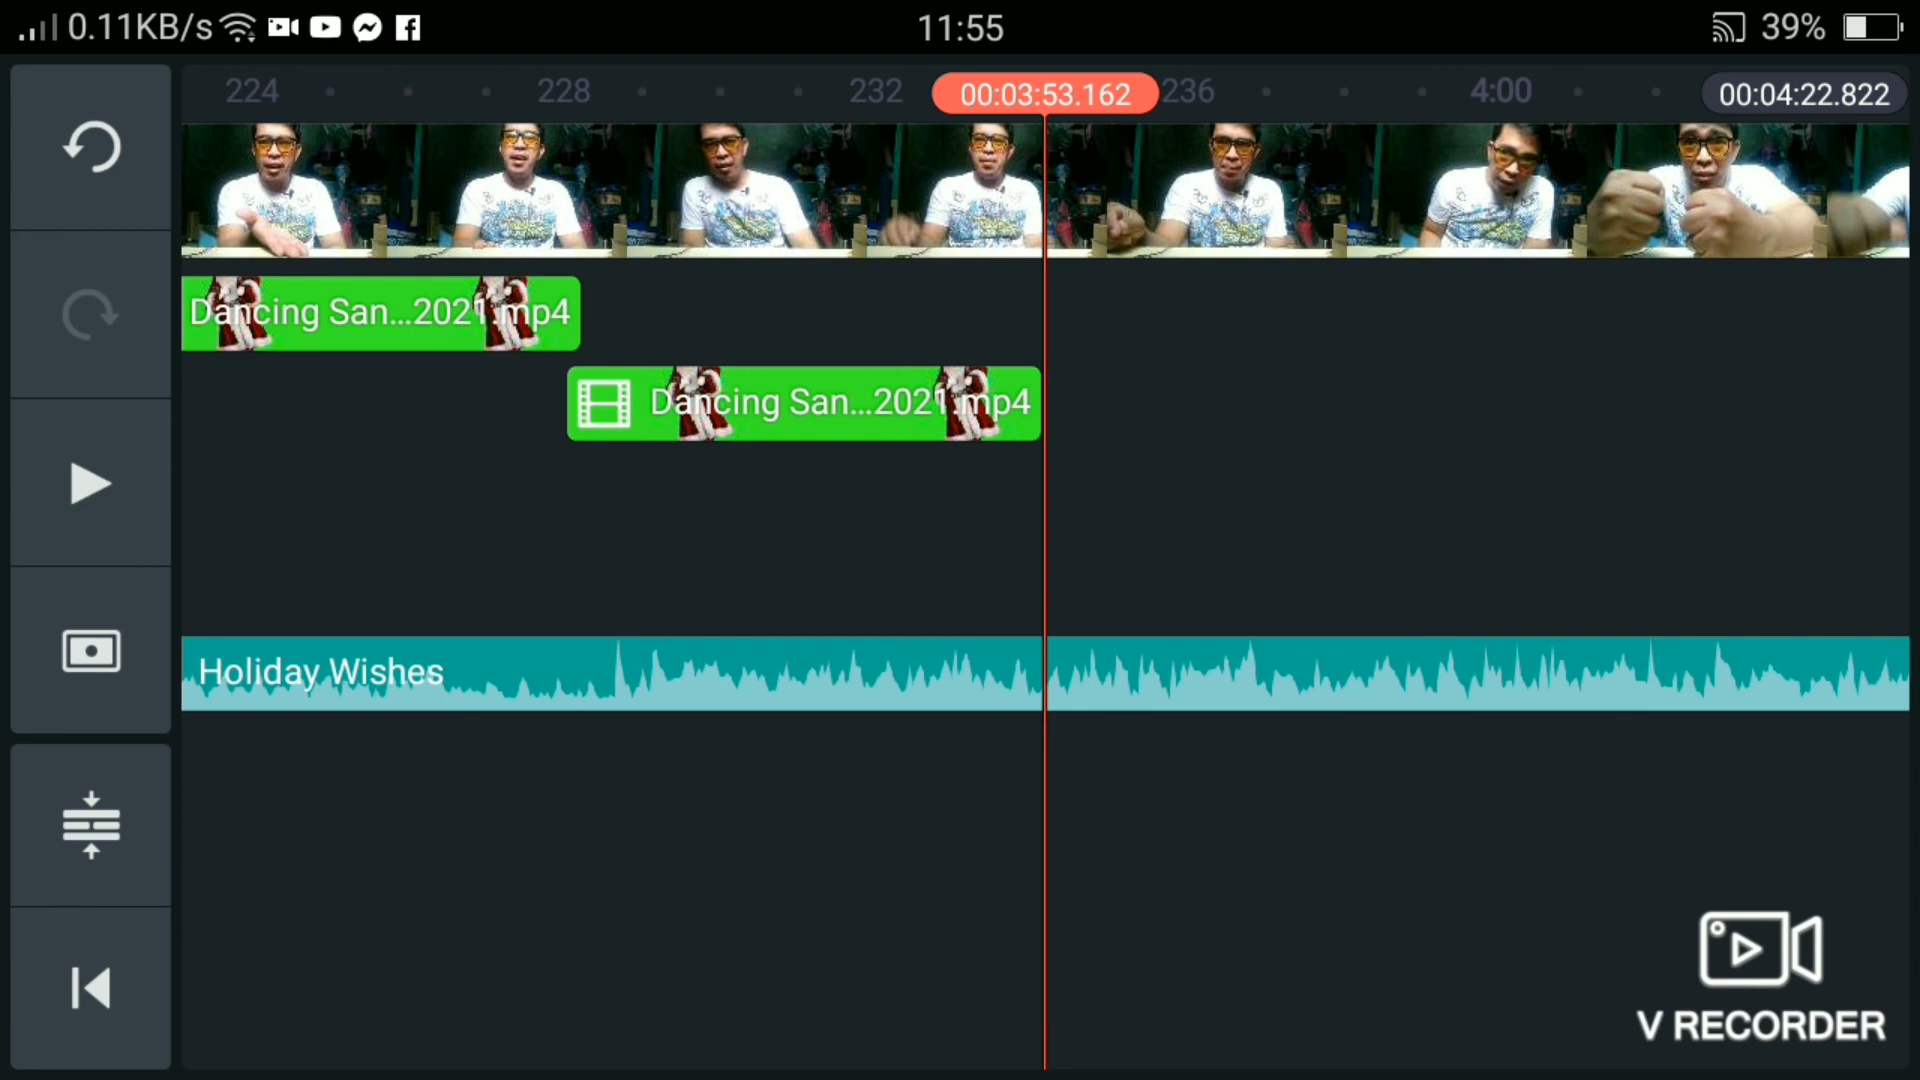 0.11KB/s 11:55 39%
224 228 232 00:03:53.162 236 4:00 00:04:22.822
Dancing San...2021.mp4
Dancing San...2021.mp4
Holiday Wishes
V RECORDER